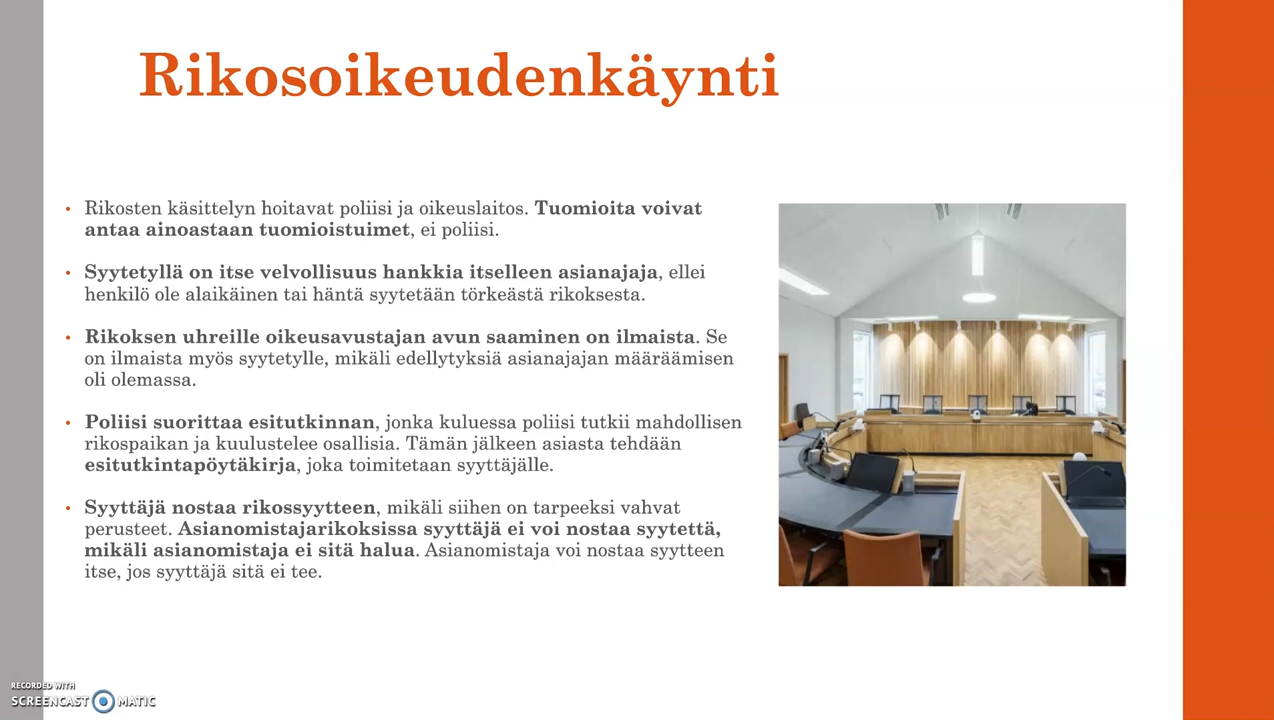 Rikosoikeudenkäynti
• Rikosten käsittelyn hoitavat poliisi ja oikeuslaitos. Tuomioita voivat
antaa ainoastaan tuomioistuimet, ei poliisi.
• Syytetyllä on itse velvollisuus hankkia itselleen asianajaja, ellei
henkilö ole alaikäinen tai häntä syytetään törkeästä rikoksesta.
• Rikoksen uhreille oikeusavustajan avun saaminen on ilmaista. Se
on ilmaista myös syytetylle, mikäli edellytyksiä asianajajan määräämisen
oli olemassa.
• Poliisi suorittaa esitutkinnan, jonka kuluessa poliisi tutkii mahdollisen
rikospaikan ja kuulustelee osallisia. Tämän jälkeen asiasta tehdään
esitutkintapöytäkirja, joka toimitetaan syyttäjälle.
• Syyttäjä nostaa rikossyytteen, mikäli siihen on tarpeeksi vahvat
perusteet. Asianomistajarikoksissa syyttäjä ei voi nostaa syytettä,
mikäli asianomistaja ei sitä halua. Asianomistaja voi nostaa syytteen
itse, jos syyttäjä sitä ei tee.
RECORDED WITH
SCREENCAST MATIC